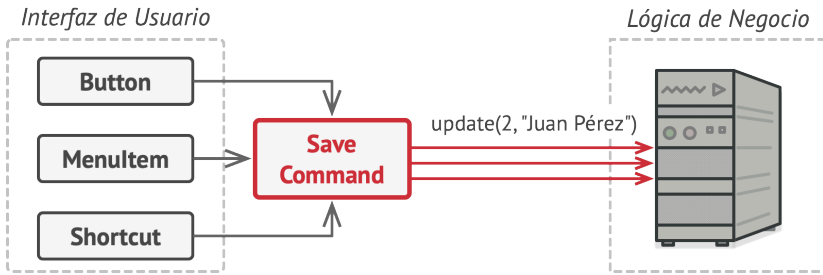 Interfaz de Usuario
Lógica de Negocio
Button
MenuItem
Shortcut
Save
Command
update(2, "Juan Pérez")